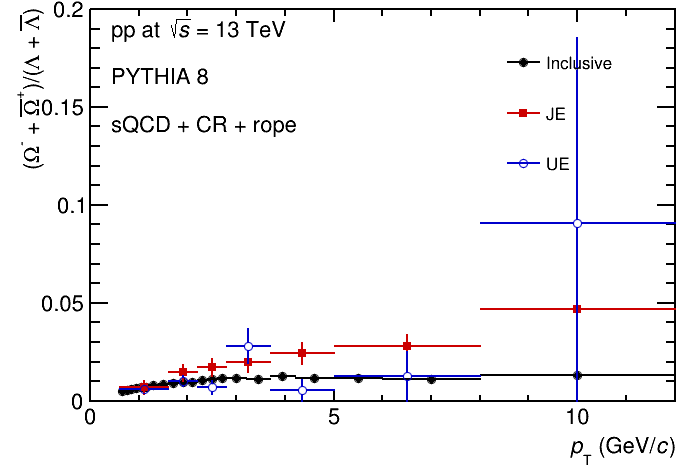 (Ω⁻ + Ω̅⁺)/(Λ + Λ̅)
0.2
0.15
0.1
0.05
0
pp at √s = 13 TeV
PYTHIA 8
sQCD + CR + rope
Inclusive
JE
UE
0 5 10
p_T (GeV/c)